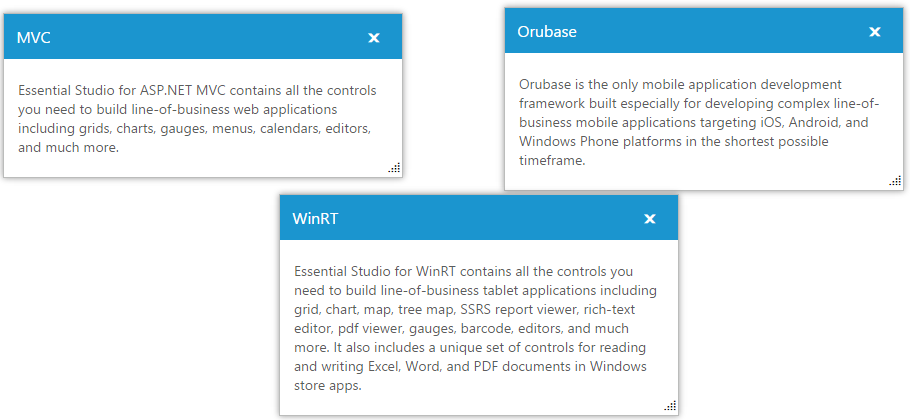 MVC
Essential Studio for ASP.NET MVC contains all the controls
you need to build line-of-business web applications
including grids, charts, gauges, menus, calendars, editors,
and much more.
Orubase
Orubase is the only mobile application development
framework built especially for developing complex line-of-
business mobile applications targeting iOS, Android, and
Windows Phone platforms in the shortest possible
timeframe.
WinRT
Essential Studio for WinRT contains all the controls you
need to build line-of-business tablet applications including
grid, chart, map, tree map, SSRS report viewer, rich-text
editor, pdf viewer, gauges, barcode, editors, and much
more. It also includes a unique set of controls for reading
and writing Excel, Word, and PDF documents in Windows
store apps.